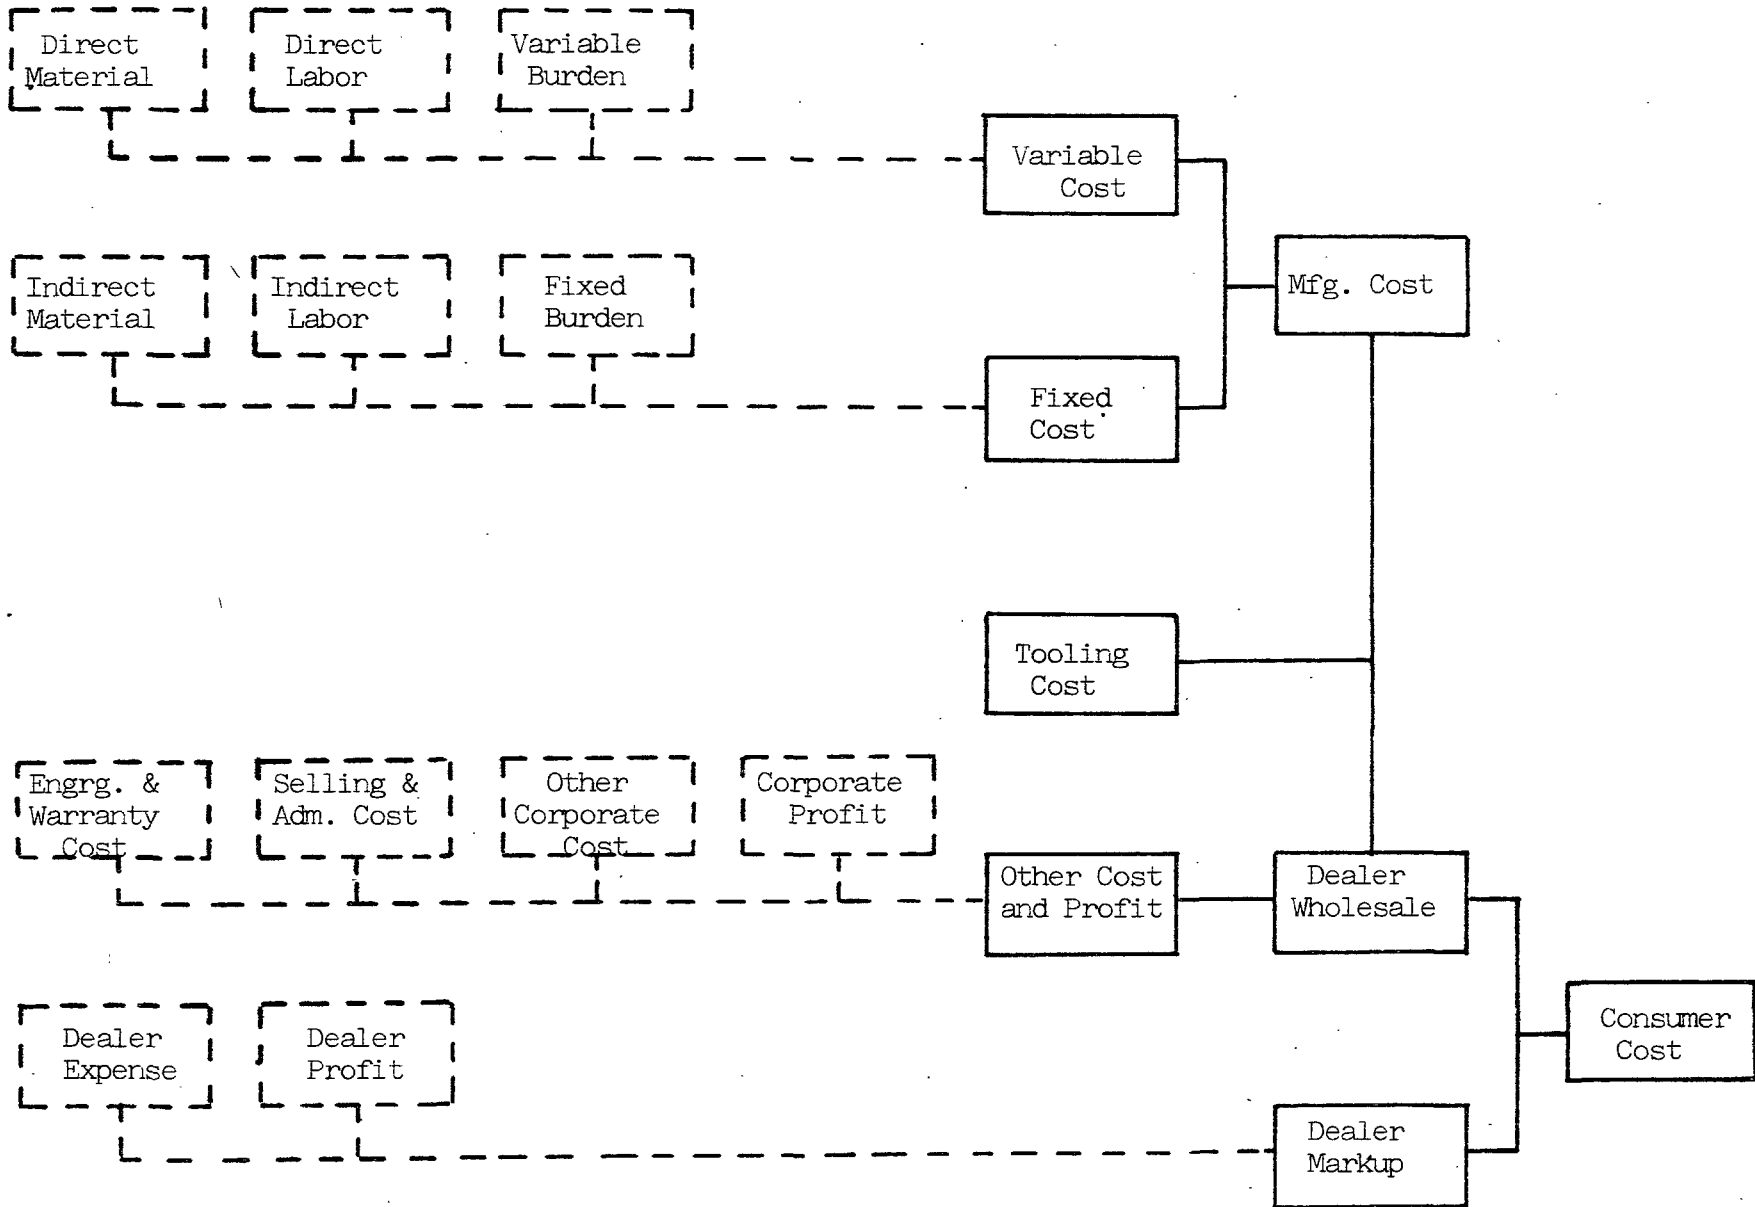 Direct
Material
Direct
Labor
Variable
Burden
Variable
Cost
Indirect
Material
Indirect
Labor
Fixed
Burden
Mfg. Cost
Fixed
Cost
Tooling
Cost
Engrg. &
Warranty
Cost
Selling &
Adm. Cost
Other
Corporate
Cost
Corporate
Profit
Other Cost
and Profit
Dealer
Wholesale
Dealer
Expense
Dealer
Profit
Consumer
Cost
Dealer
Markup